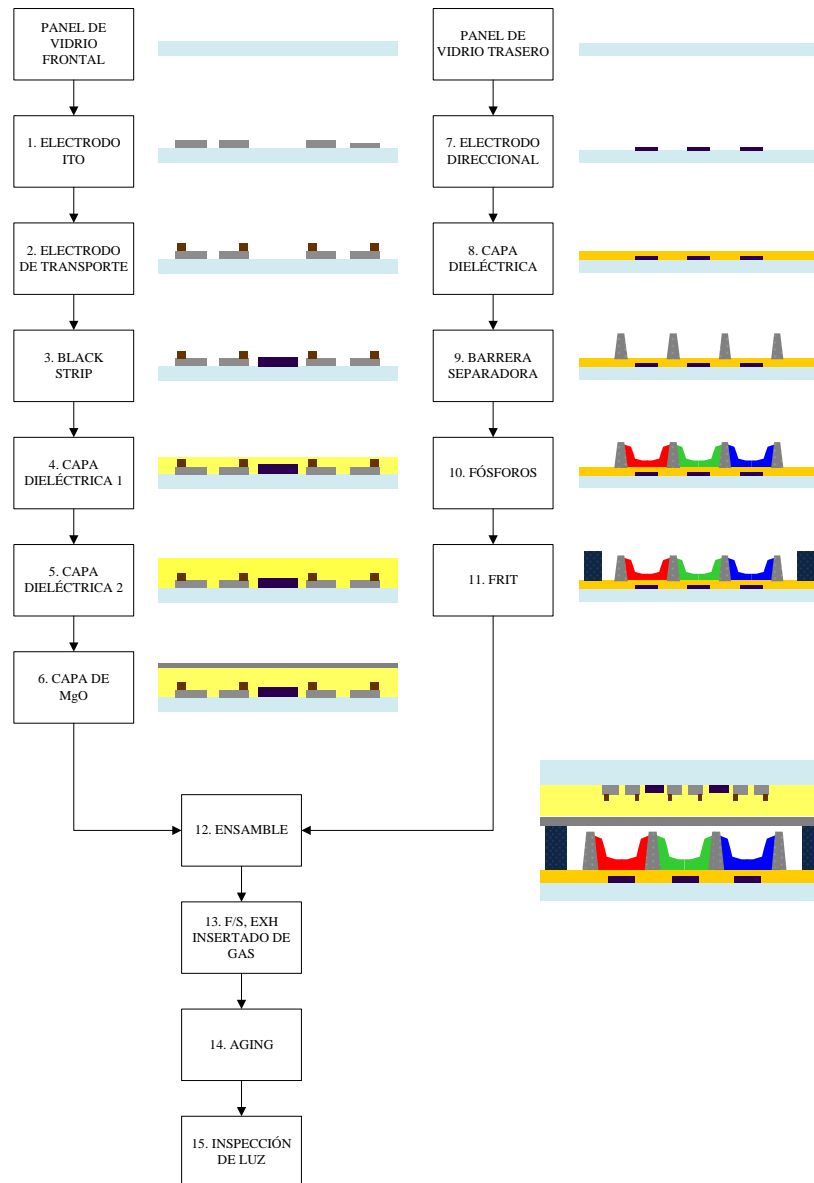 PANEL DE
VIDRIO
FRONTAL
1. ELECTRODO
ITO
2. ELECTRODO
DE TRANSPORTE
3. BLACK
STRIP
4. CAPA
DIELÉCTRICA 1
5. CAPA
DIELÉCTRICA 2
6. CAPA DE
MgO
PANEL DE
VIDRIO TRASERO
7. ELECTRODO
DIRECCIONAL
8. CAPA
DIELÉCTRICA
9. BARRERA
SEPARADORA
10. FÓSFOROS
11. FRIT
12. ENSAMBLE
13. F/S, EXH
INSERTADO DE
GAS
14. AGING
15. INSPECCIÓN
DE LUZ